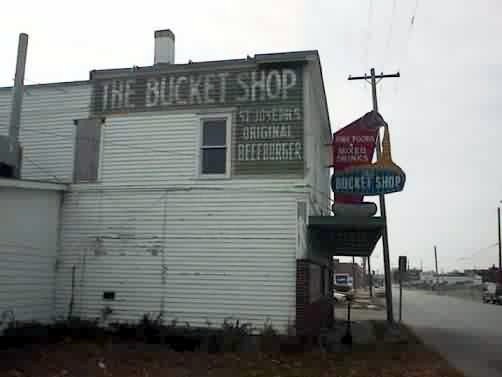 THE BUCKET SHOP
ST. JOSEPH'S
ORIGINAL
BEEFBURGER
FINE FOODS
MIXED
DRINKS
BUCKET SHOP